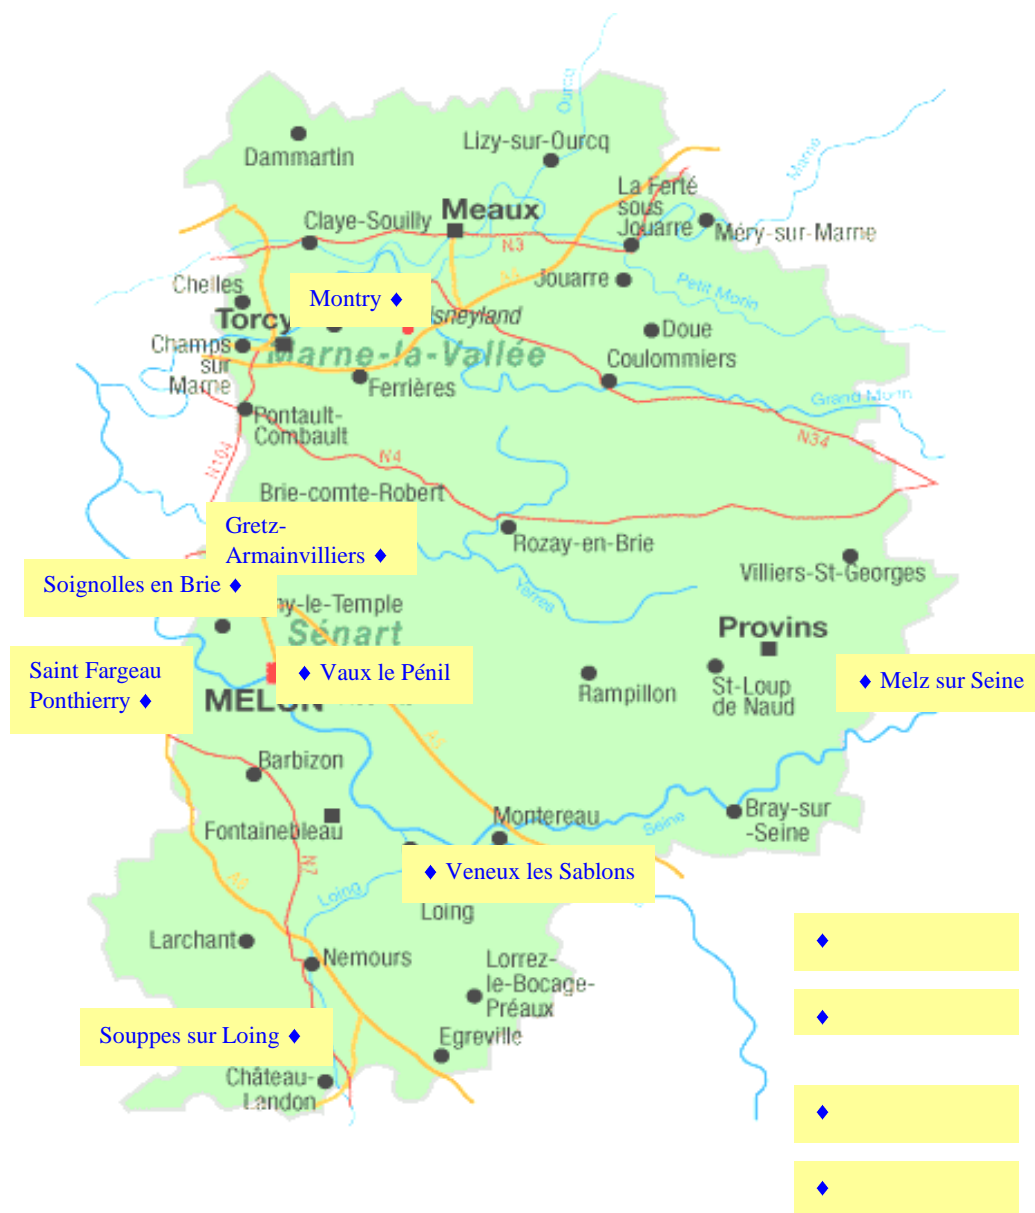 Ourcq
Lizy-sur-Ourcq
Dammartin
Marne
La Ferté
sous
Jouarre
Meaux
Claye-Souilly
Méry-sur-Marne
N3
Jouarre
Petit Morin
Chelles
Montry ♦
Torcy
isneyland
Doue
Champs
sur
Marne
Marne-la-Vallée
Coulommiers
Ferrières
Grand Morin
Pontault-
Combault
N34
N104
N4
Brie-comte-Robert
Gretz-
Armainvilliers ♦
Rozay-en-Brie
Villiers-St-Georges
Soignolles en Brie ♦
Yerres
ny-le-Temple
Sénart
Provins
Saint Fargeau
Ponthierry ♦
♦ Vaux le Pénil
Rampillon
St-Loup
de Naud
♦ Melz sur Seine
MELUN
A5
Barbizon
Montereau
Seine
Bray-sur
-Seine
Fontainebleau
N7
♦ Veneux les Sablons
A6
Loing
Loing
Larchant
Nemours
Lorrez-
le-Bocage-
Préaux
Souppes sur Loing ♦
Egreville
Château-
Landon
♦
♦
♦
♦